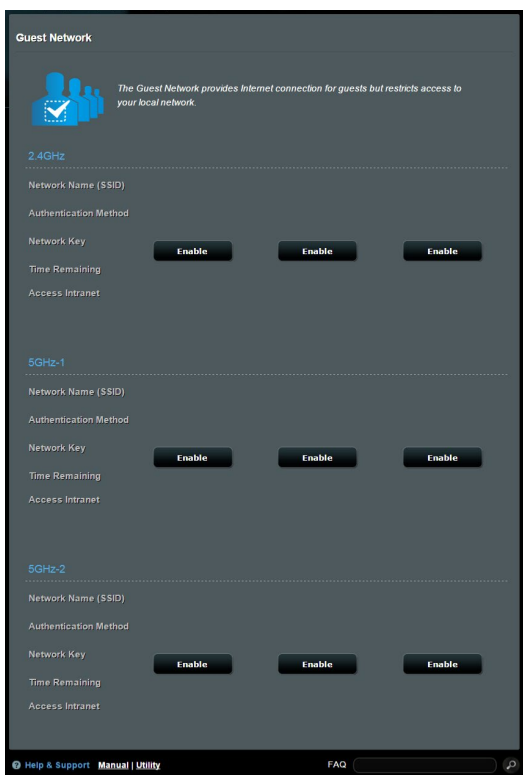 Guest Network
The Guest Network provides Internet connection for guests but restricts access to
your local network.
2.4GHz
Network Name (SSID)
Authentication Method
Network Key
Enable Enable Enable
Time Remaining
Access Intranet
5GHz-1
Network Name (SSID)
Authentication Method
Network Key
Enable Enable Enable
Time Remaining
Access Intranet
5GHz-2
Network Name (SSID)
Authentication Method
Network Key
Enable Enable Enable
Time Remaining
Access Intranet
? Help & Support Manual | Utility FAQ